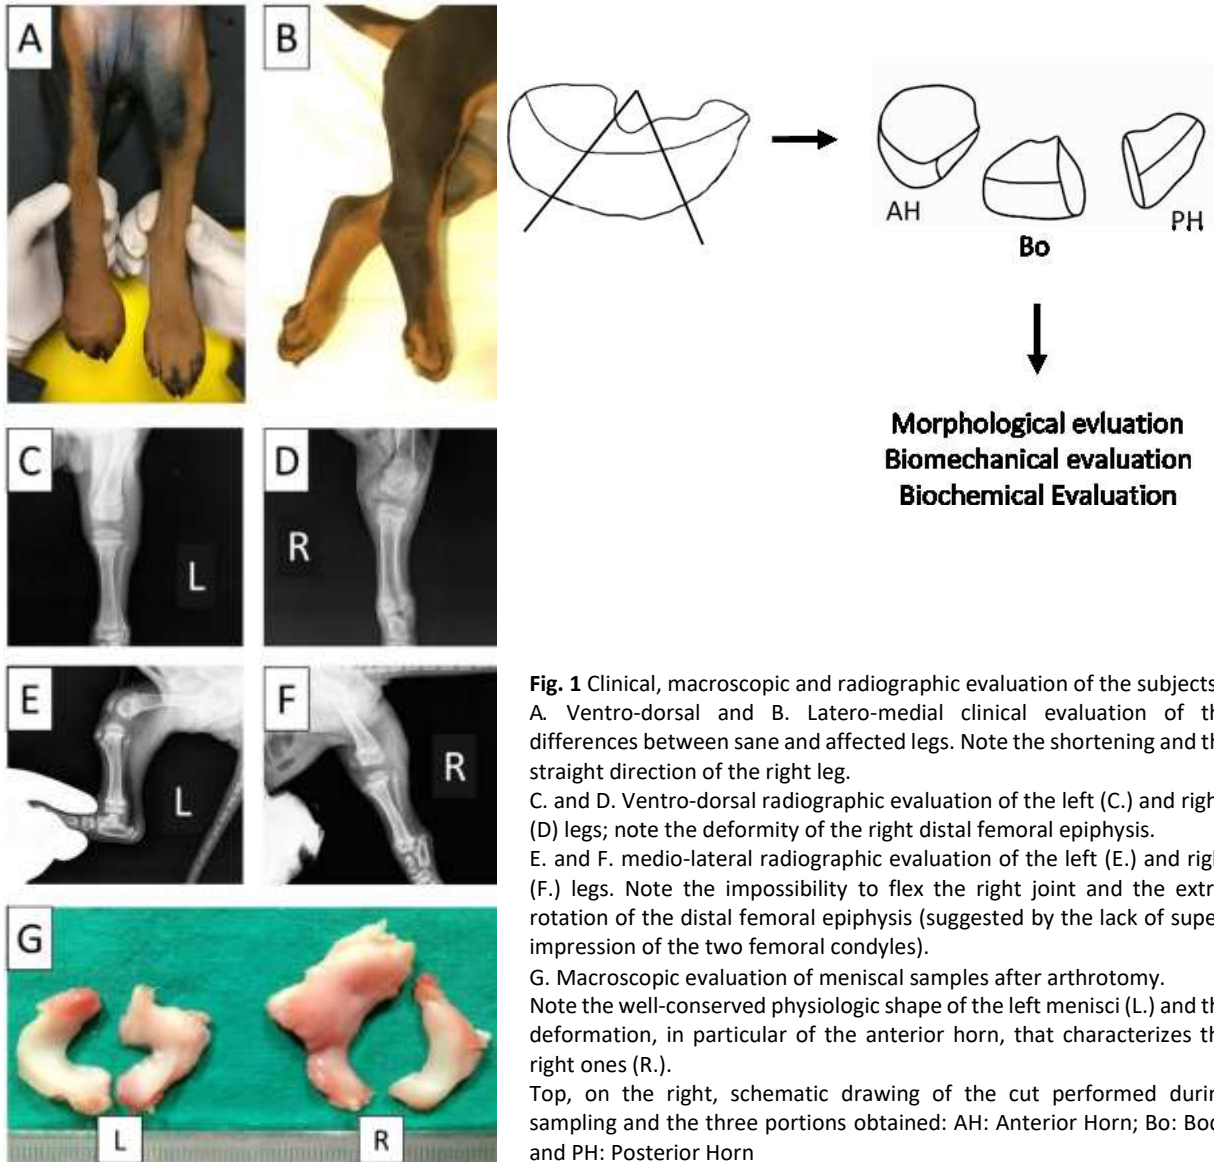 A
B
AH
Bo
PH
Morphological evluation
Biomechanical evaluation
Biochemical Evaluation
C
D
L
R
E
F
L
R
G
L
R
Fig. 1 Clinical, macroscopic and radiographic evaluation of the subjects
A. Ventro-dorsal and B. Latero-medial clinical evaluation of th
differences between sane and affected legs. Note the shortening and th
straight direction of the right leg.
C. and D. Ventro-dorsal radiographic evaluation of the left (C.) and righ
(D) legs; note the deformity of the right distal femoral epiphysis.
E. and F. medio-lateral radiographic evaluation of the left (E.) and righ
(F.) legs. Note the impossibility to flex the right joint and the extr
rotation of the distal femoral epiphysis (suggested by the lack of supe
impression of the two femoral condyles).
G. Macroscopic evaluation of meniscal samples after arthrotomy.
Note the well-conserved physiologic shape of the left menisci (L.) and th
deformation, in particular of the anterior horn, that characterizes th
right ones (R.).
Top, on the right, schematic drawing of the cut performed durin
sampling and the three portions obtained: AH: Anterior Horn; Bo: Bod
and PH: Posterior Horn